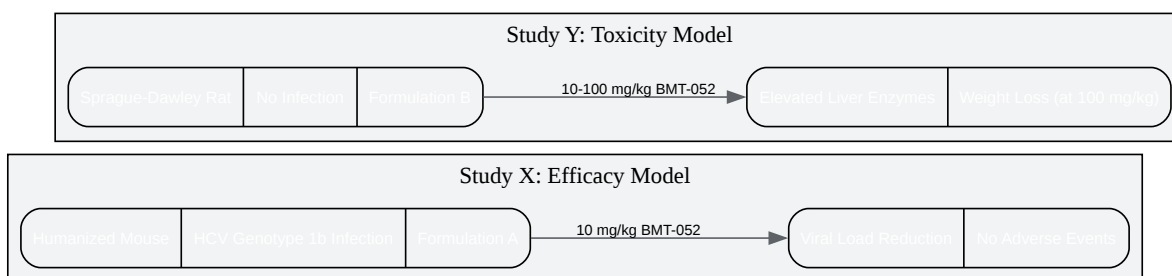 Study Y: Toxicity Model
Sprague-Dawley Rat
No Infection
Formulation B
10-100 mg/kg BMT-052
Elevated Liver Enzymes
Weight Loss (at 100 mg/kg)
Study X: Efficacy Model
Humanized Mouse
HCV Genotype 1b Infection
Formulation A
10 mg/kg BMT-052
Viral Load Reduction
No Adverse Events